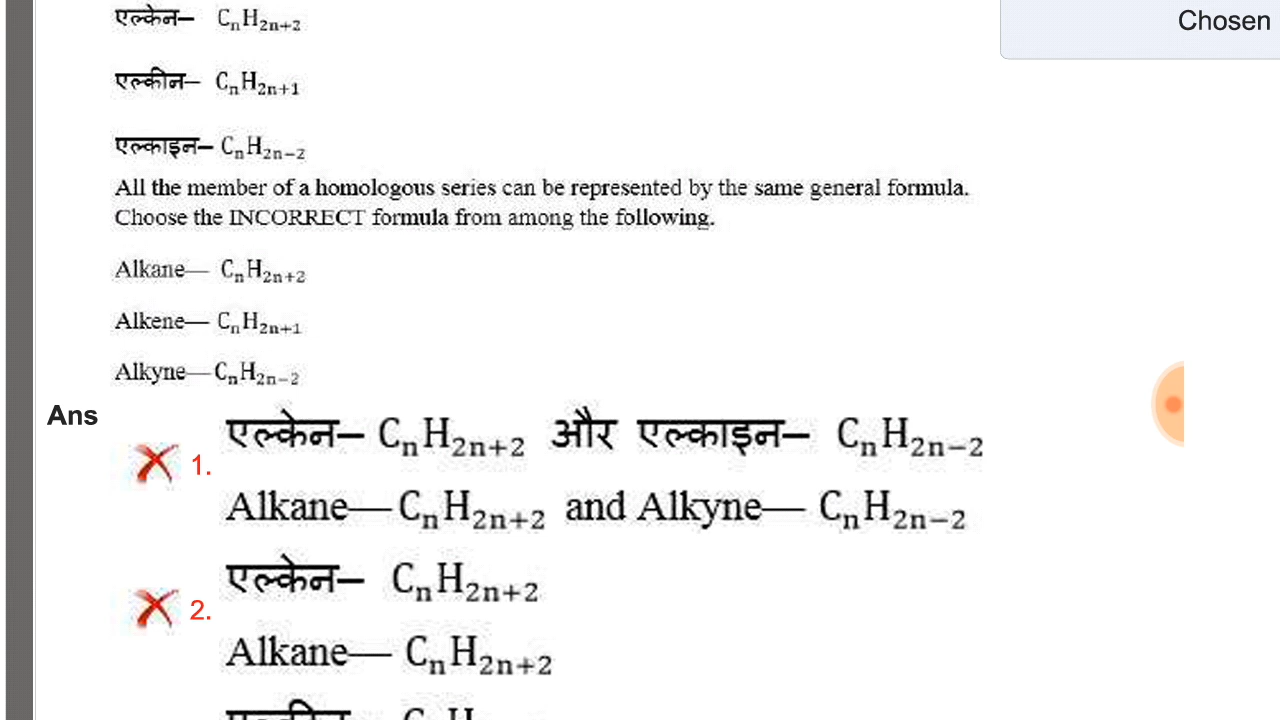 एल्केन– CₙH₂ₙ₊₂
Chosen
एल्कीन– CₙH₂ₙ₊₁
एल्काइन– CₙH₂ₙ₋₂
All the member of a homologous series can be represented by the same general formula.
Choose the INCORRECT formula from among the following.
Alkane— CₙH₂ₙ₊₂
Alkene— CₙH₂ₙ₊₁
Alkyne—CₙH₂ₙ₋₂
Ans
1. एल्केन– CₙH₂ₙ₊₂ और एल्काइन– CₙH₂ₙ₋₂
Alkane—CₙH₂ₙ₊₂ and Alkyne— CₙH₂ₙ₋₂
2. एल्केन– CₙH₂ₙ₊₂
Alkane— CₙH₂ₙ₊₂